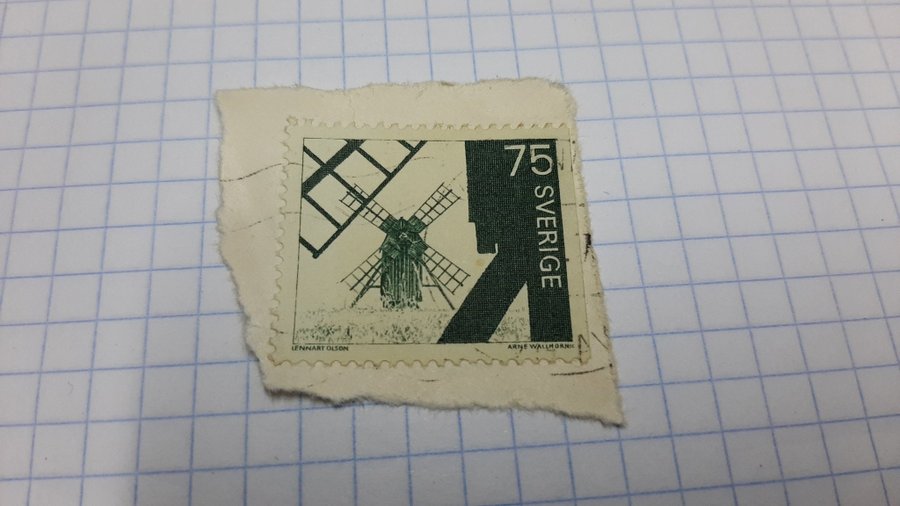 75
SVERIGE
LENNART OLSON
ARNE WALLHORN